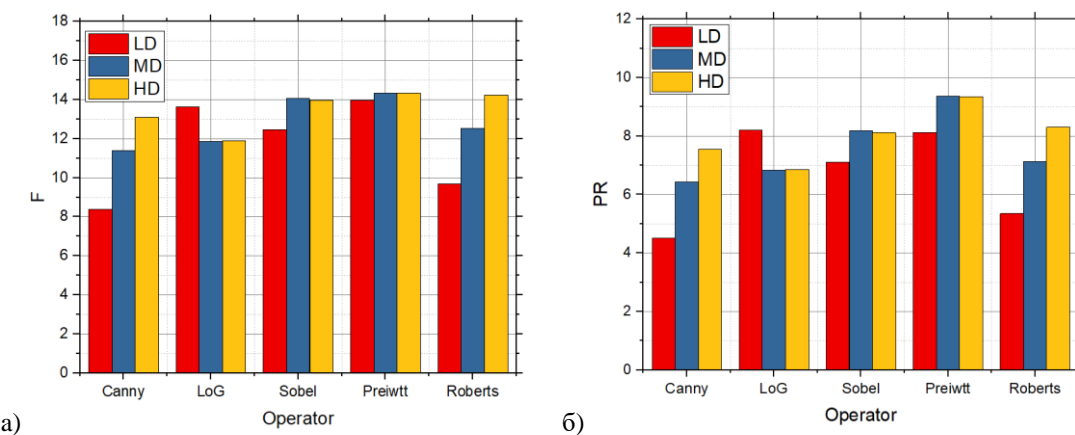 18
16
14
12
10
8
6
4
2
0
F
LD
MD
HD
Canny LoG Sobel Preiwtt Roberts
Operator
а)
12
10
8
6
4
2
0
PR
LD
MD
HD
Canny LoG Sobel Preiwtt Roberts
Operator
б)